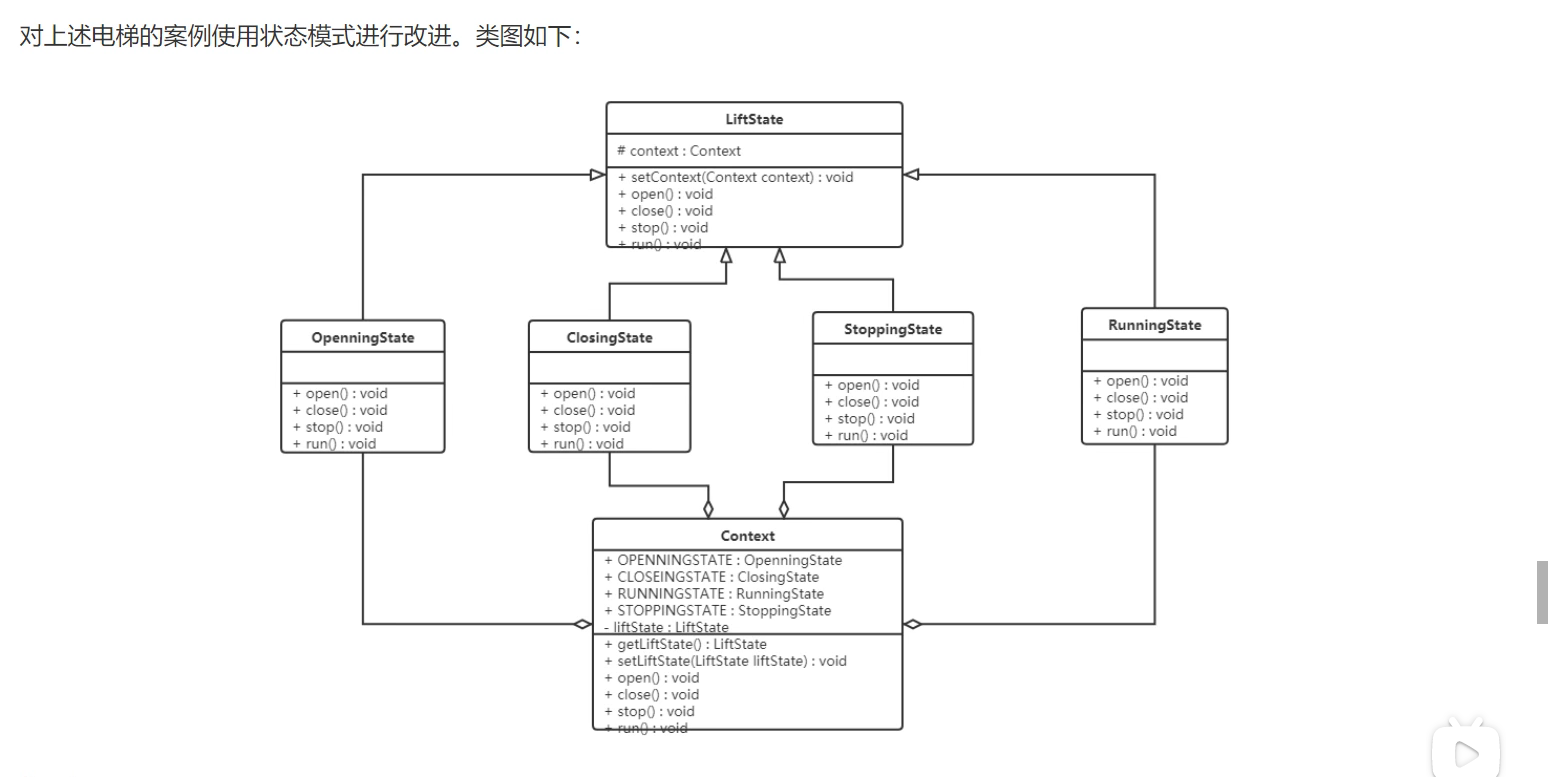 对上述电梯的案例使用状态模式进行改进。类图如下：
LiftState
# context : Context
+ setContext(Context context) : void
+ open() : void
+ close() : void
+ stop() : void
+ run() : void
OpenningState
+ open() : void
+ close() : void
+ stop() : void
+ run() : void
ClosingState
+ open() : void
+ close() : void
+ stop() : void
+ run() : void
StoppingState
+ open() : void
+ close() : void
+ stop() : void
+ run() : void
RunningState
+ open() : void
+ close() : void
+ stop() : void
+ run() : void
Context
+ OPENNINGSTATE : OpenningState
+ CLOSEINGSTATE : ClosingState
+ RUNNINGSTATE : RunningState
+ STOPPINGSTATE : StoppingState
- liftState : LiftState
+ getLiftState() : LiftState
+ setLiftState(LiftState liftState) : void
+ open() : void
+ close() : void
+ stop() : void
+ run() : void